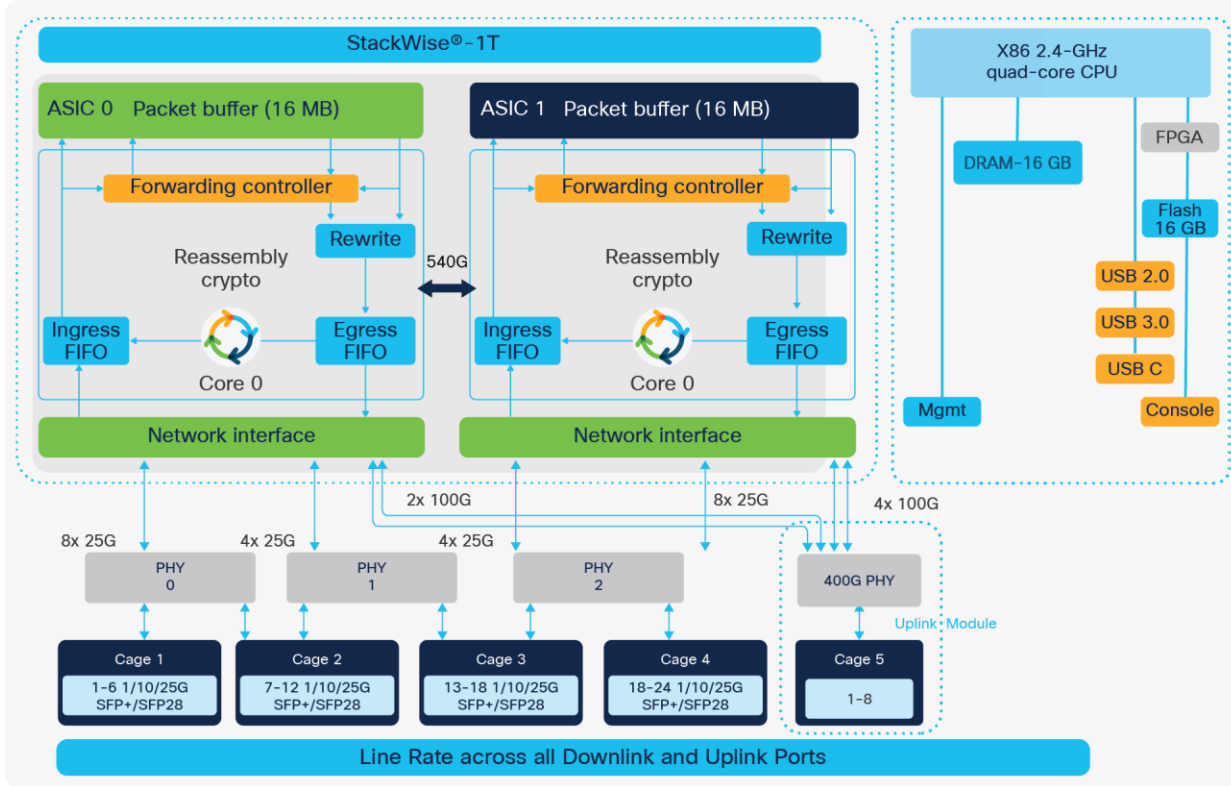 StackWise®-1T
ASIC 0 Packet buffer (16 MB)
Forwarding controller
Rewrite
Reassembly
crypto
Ingress
FIFO
Egress
FIFO
Core 0
Network interface
540G
ASIC 1 Packet buffer (16 MB)
Forwarding controller
Rewrite
Reassembly
crypto
Ingress
FIFO
Egress
FIFO
Core 0
Network interface
X86 2.4-GHz
quad-core CPU
DRAM-16 GB
FPGA
Flash
16 GB
USB 2.0
USB 3.0
USB C
Mgmt
Console
2x 100G
8x 25G
4x 100G
8x 25G
4x 25G
4x 25G
PHY
0
PHY
1
PHY
2
400G PHY
Uplink Module
Cage 1
1-6 1/10/25G
SFP+/SFP28
Cage 2
7-12 1/10/25G
SFP+/SFP28
Cage 3
13-18 1/10/25G
SFP+/SFP28
Cage 4
18-24 1/10/25G
SFP+/SFP28
Cage 5
1-8
Line Rate across all Downlink and Uplink Ports